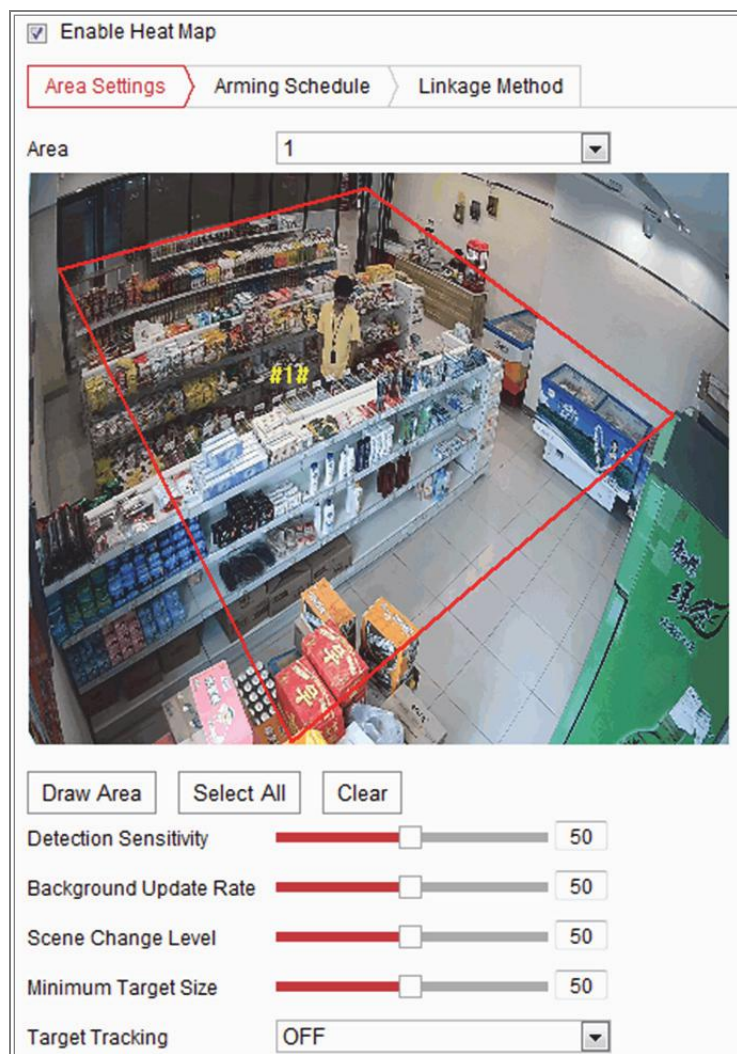 Enable Heat Map
Area Settings Arming Schedule Linkage Method
Area 1
#1#
Draw Area Select All Clear
Detection Sensitivity 50
Background Update Rate 50
Scene Change Level 50
Minimum Target Size 50
Target Tracking OFF